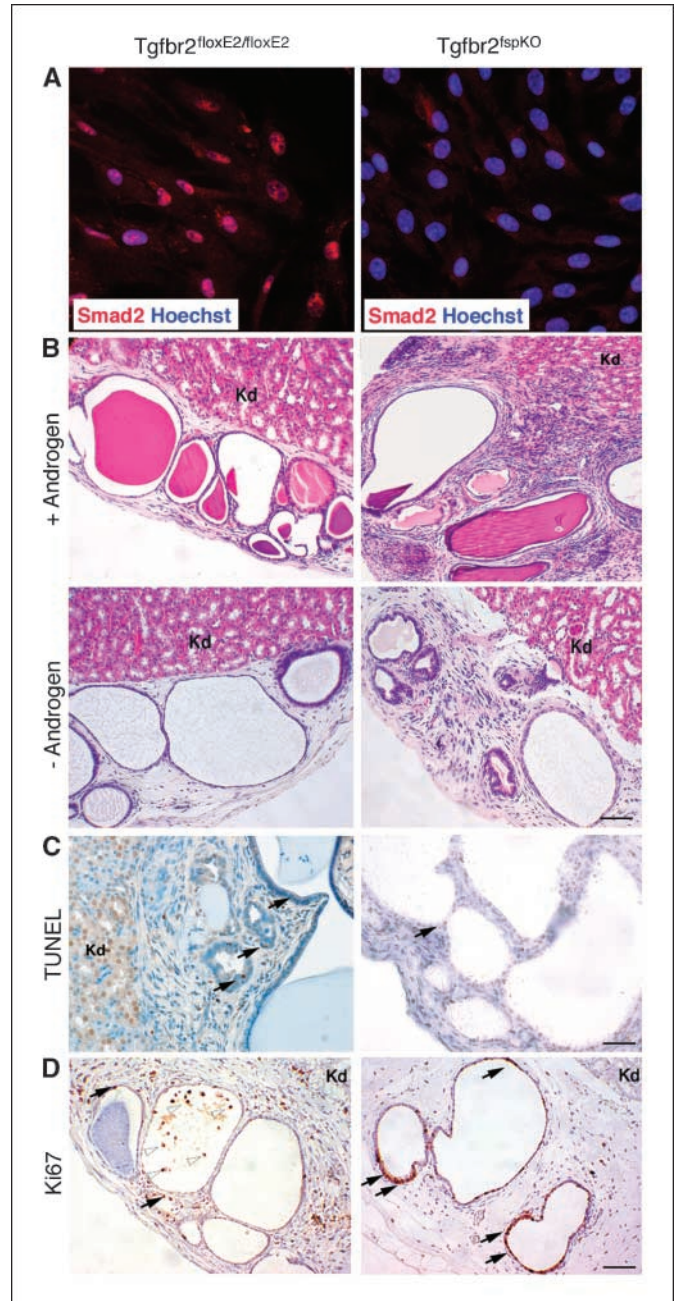 Tgfbr2floxE2/floxE2 Tgfbr2fspKO
A
Smad2 Hoechst Smad2 Hoechst
B
+ Androgen
Kd Kd
- Androgen
Kd Kd
C
TUNEL
Kd
D
Ki67
Kd Kd